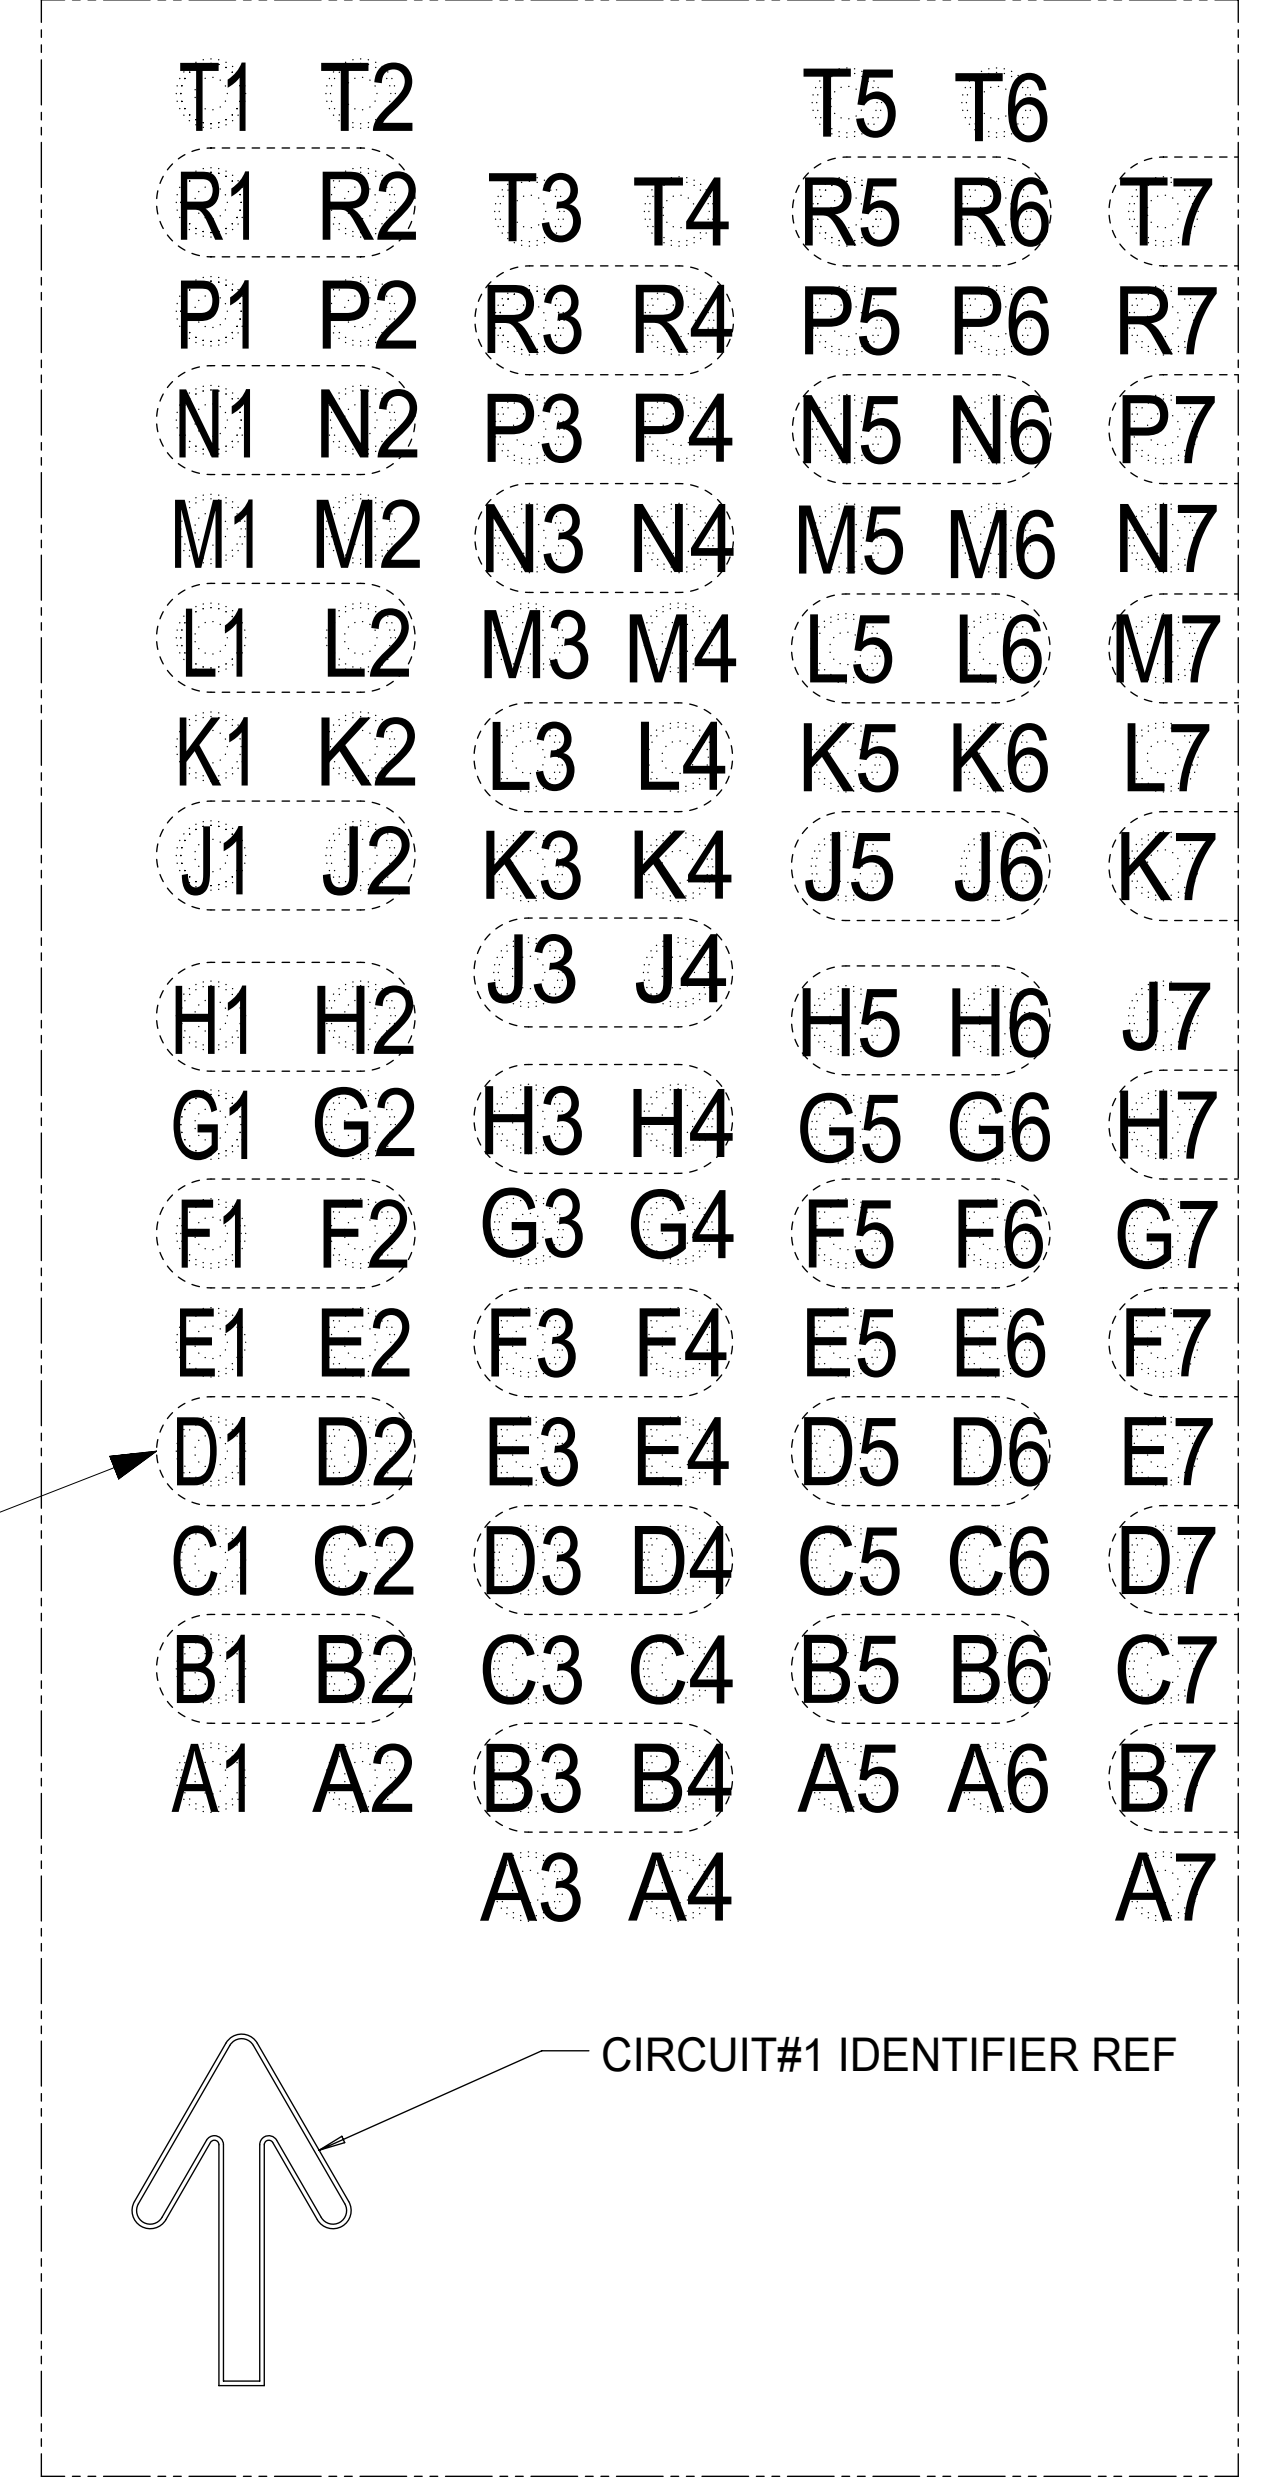 T1 T2 T5 T6
R1 R2 T3 T4 R5 R6 T7
P1 P2 R3 R4 P5 P6 R7
N1 N2 P3 P4 N5 N6 P7
M1 M2 N3 N4 M5 M6 N7
L1 L2 M3 M4 L5 L6 M7
K1 K2 L3 L4 K5 K6 L7
J1 J2 K3 K4 J5 J6 K7
J3 J4
H1 H2 H5 H6 J7
G1 G2 H3 H4 G5 G6 H7
F1 F2 G3 G4 F5 F6 G7
E1 E2 F3 F4 E5 E6 F7
D1 D2 E3 E4 D5 D6 E7
C1 C2 D3 D4 C5 C6 D7
B1 B2 C3 C4 B5 B6 C7
A1 A2 B3 B4 A5 A6 B7
A3 A4 A7
CIRCUIT#1 IDENTIFIER REF